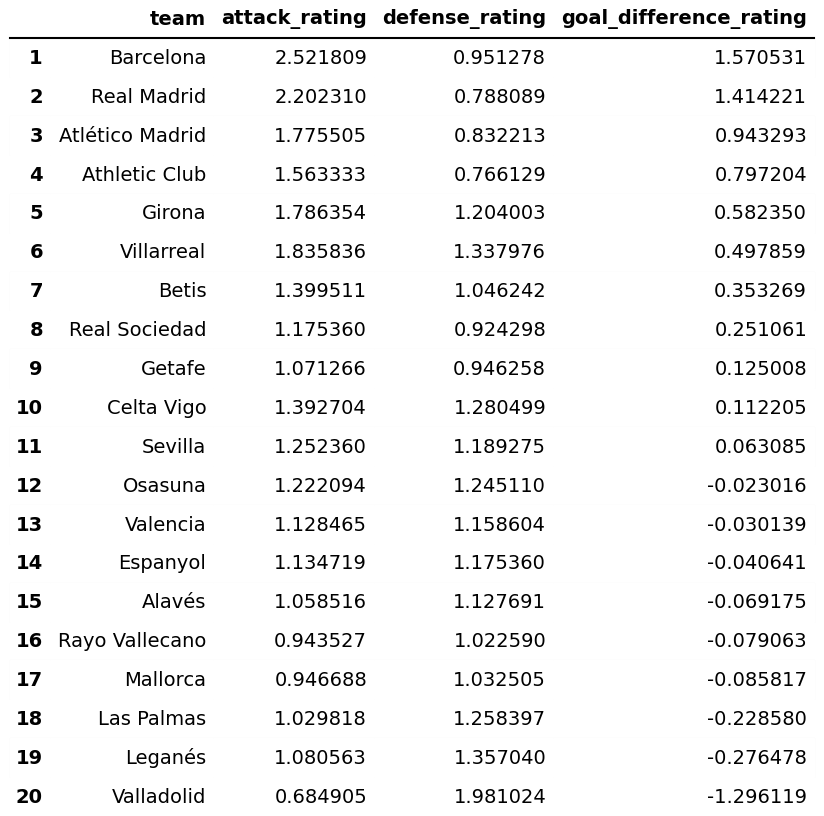 team attack_rating defense_rating goal_difference_rating
1 Barcelona 2.521809 0.951278 1.570531
2 Real Madrid 2.202310 0.788089 1.414221
3 Atlético Madrid 1.775505 0.832213 0.943293
4 Athletic Club 1.563333 0.766129 0.797204
5 Girona 1.786354 1.204003 0.582350
6 Villarreal 1.835836 1.337976 0.497859
7 Betis 1.399511 1.046242 0.353269
8 Real Sociedad 1.175360 0.924298 0.251061
9 Getafe 1.071266 0.946258 0.125008
10 Celta Vigo 1.392704 1.280499 0.112205
11 Sevilla 1.252360 1.189275 0.063085
12 Osasuna 1.222094 1.245110 -0.023016
13 Valencia 1.128465 1.158604 -0.030139
14 Espanyol 1.134719 1.175360 -0.040641
15 Alavés 1.058516 1.127691 -0.069175
16 Rayo Vallecano 0.943527 1.022590 -0.079063
17 Mallorca 0.946688 1.032505 -0.085817
18 Las Palmas 1.029818 1.258397 -0.228580
19 Leganés 1.080563 1.357040 -0.276478
20 Valladolid 0.684905 1.981024 -1.296119